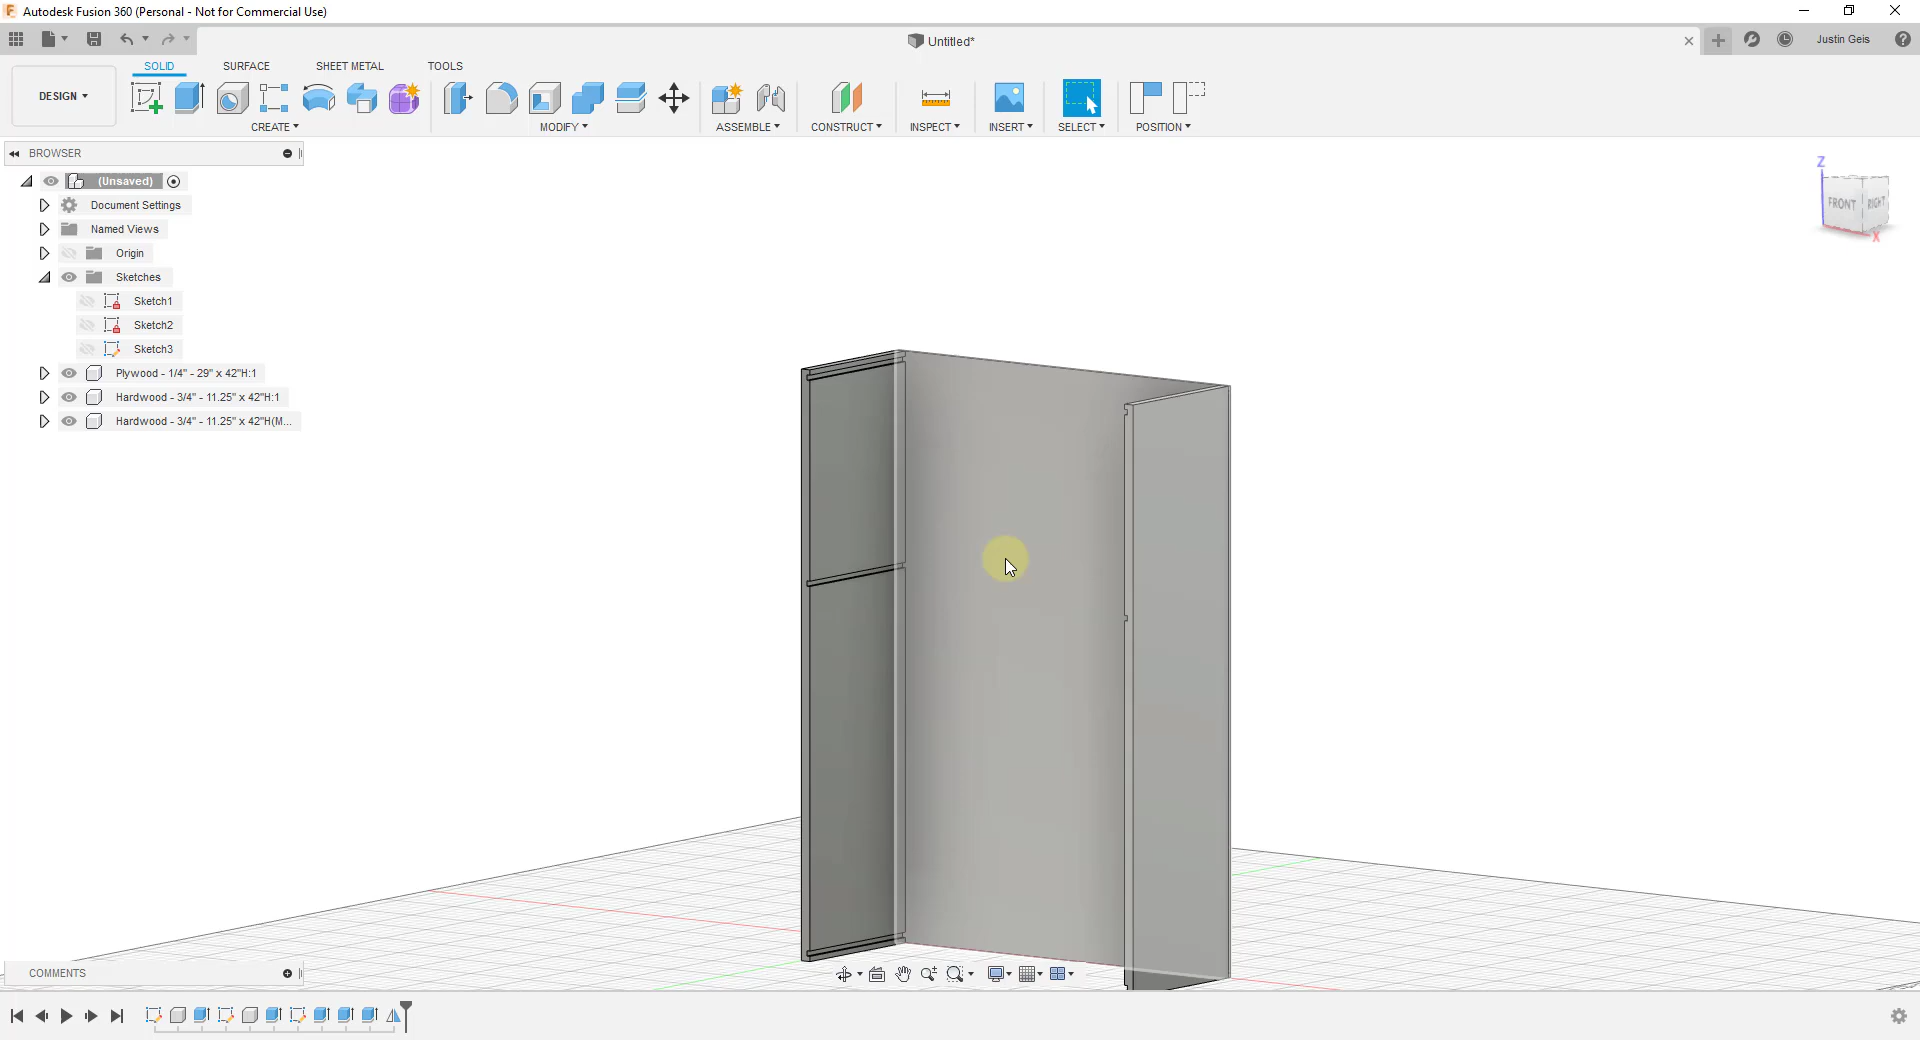 Autodesk Fusion 360 (Personal - Not for Commercial Use)
Untitled*
Justin Geis
DESIGN
SOLID
SURFACE
SHEET METAL
TOOLS
CREATE
MODIFY
ASSEMBLE
CONSTRUCT
INSPECT
INSERT
SELECT
POSITION
BROWSER
(Unsaved)
Document Settings
Named Views
Origin
Sketches
Sketch1
Sketch2
Sketch3
Plywood - 1/4" - 29" x 42"H:1
Hardwood - 3/4" - 11.25" x 42"H:1
Hardwood - 3/4" - 11.25" x 42"H(M...
Z
FRONT
RIGHT
X
COMMENTS